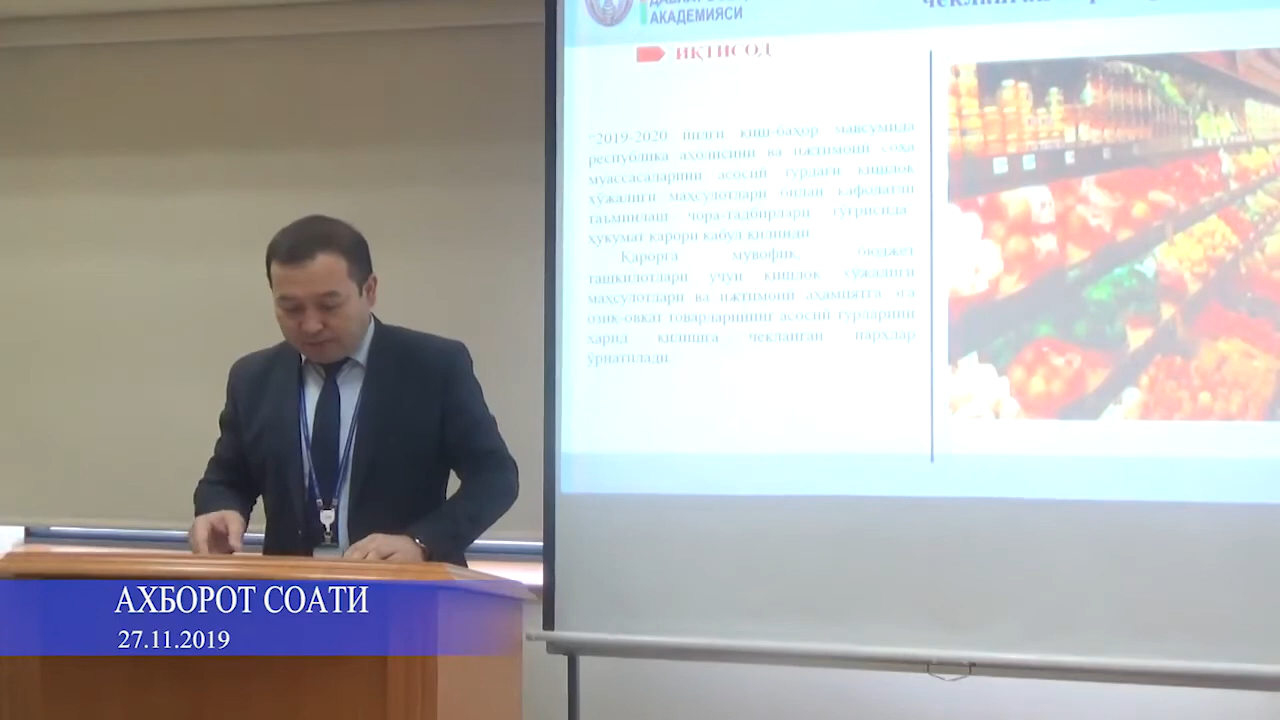 АКАДЕМИЯСИ
ИҚТИСОД
2019-2020 йилги қиш-баҳор мавсумида
республика аҳолисини ва ижтимоий соҳа
муассасаларини асосий турдаги қишлоқ
хўжалиги маҳсулотлари билан кафолатли
таъминлаш чора-тадбирлари тўғрисида
ҳукумат қарори қабул қилинди
Қарорга мувофиқ, бюджет
ташкилотлари учун қишлоқ хўжалиги
маҳсулотлари ва ижтимоий аҳамиятга эга
озиқ-овқат товарларининг асосий турларини
харид қилишга чекланган нархлар
ўрнатилади
АХБОРОТ СОАТИ
27.11.2019